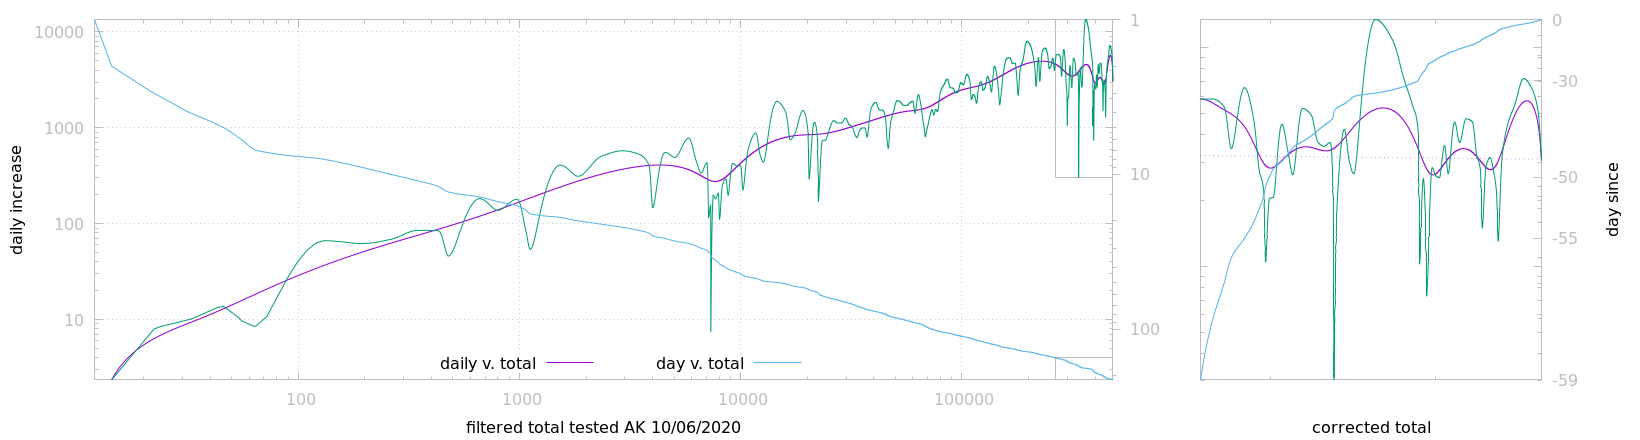 10000
1000
100
10
daily increase
100
1000
10000
100000
1
10
100
daily v. total
day v. total
filtered total tested AK 10/06/2020
0
-30
-50
-55
-59
day since
corrected total